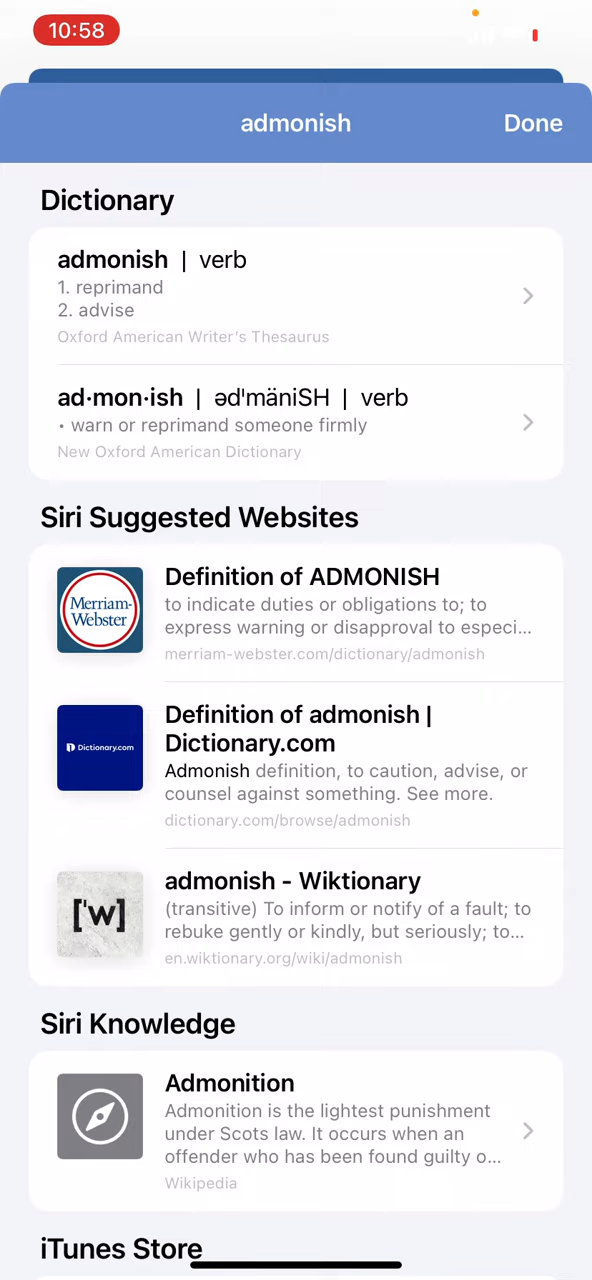 10:58
admonish
Done
Dictionary
admonish | verb
1. reprimand
2. advise
Oxford American Writer's Thesaurus
ad·mon·ish | əd'mäniSH | verb
• warn or reprimand someone firmly
New Oxford American Dictionary
Siri Suggested Websites
Merriam-
Webster
Definition of ADMONISH
to indicate duties or obligations to; to
express warning or disapproval to especi...
merriam-webster.com/dictionary/admonish
Dictionary.com
Definition of admonish |
Dictionary.com
Admonish definition, to caution, advise, or
counsel against something. See more.
dictionary.com/browse/admonish
['w]
admonish - Wiktionary
(transitive) To inform or notify of a fault; to
rebuke gently or kindly, but seriously; to...
en.wiktionary.org/wiki/admonish
Siri Knowledge
Admonition
Admonition is the lightest punishment
under Scots law. It occurs when an
offender who has been found guilty o...
Wikipedia
iTunes Store